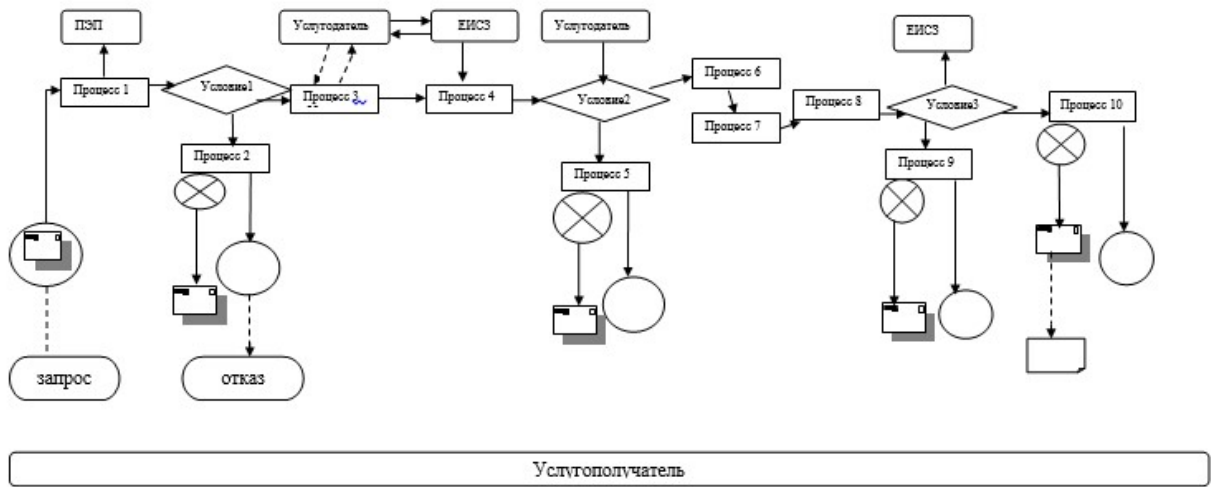 ПЭП
Услугодатель
ЕИСЗ
Услугодатель
ЕИСЗ
Процесс 1
Условие1
Процесс 3
Процесс 4
Условие2
Процесс 6
Процесс 7
Процесс 8
Условие3
Процесс 10
Процесс 2
Процесс 5
Процесс 9
запрос
отказ
Услугополучатель